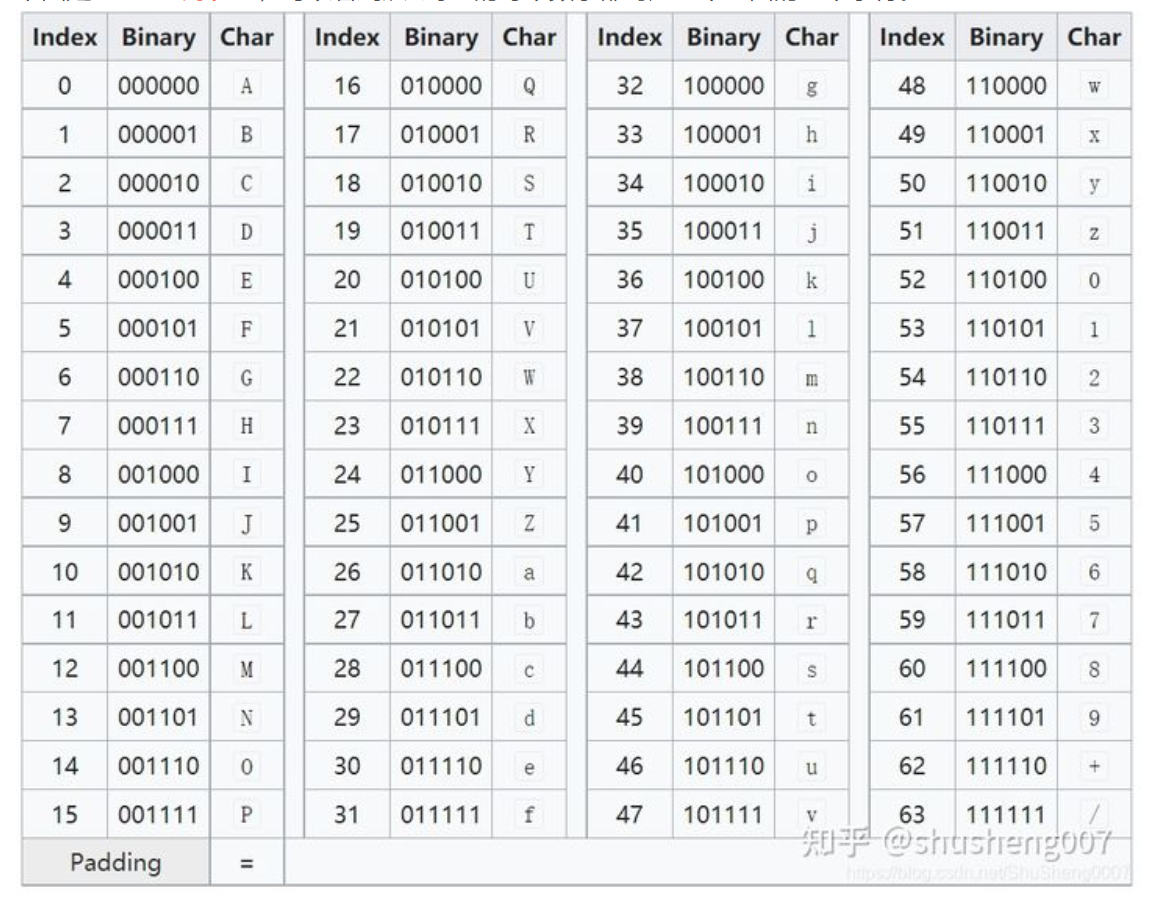 Index Binary Char Index Binary Char Index Binary Char Index Binary Char
0 000000 A 16 010000 Q 32 100000 g 48 110000 w
1 000001 B 17 010001 R 33 100001 h 49 110001 x
2 000010 C 18 010010 S 34 100010 i 50 110010 y
3 000011 D 19 010011 T 35 100011 j 51 110011 z
4 000100 E 20 010100 U 36 100100 k 52 110100 0
5 000101 F 21 010101 V 37 100101 l 53 110101 1
6 000110 G 22 010110 W 38 100110 m 54 110110 2
7 000111 H 23 010111 X 39 100111 n 55 110111 3
8 001000 I 24 011000 Y 40 101000 o 56 111000 4
9 001001 J 25 011001 Z 41 101001 p 57 111001 5
10 001010 K 26 011010 a 42 101010 q 58 111010 6
11 001011 L 27 011011 b 43 101011 r 59 111011 7
12 001100 M 28 011100 c 44 101100 s 60 111100 8
13 001101 N 29 011101 d 45 101101 t 61 111101 9
14 001110 O 30 011110 e 46 101110 u 62 111110 +
15 001111 P 31 011111 f 47 101111 v 63 111111 /
Padding =
知乎 @shusheng007
https://blog.csdn.net/ShuSheng0007